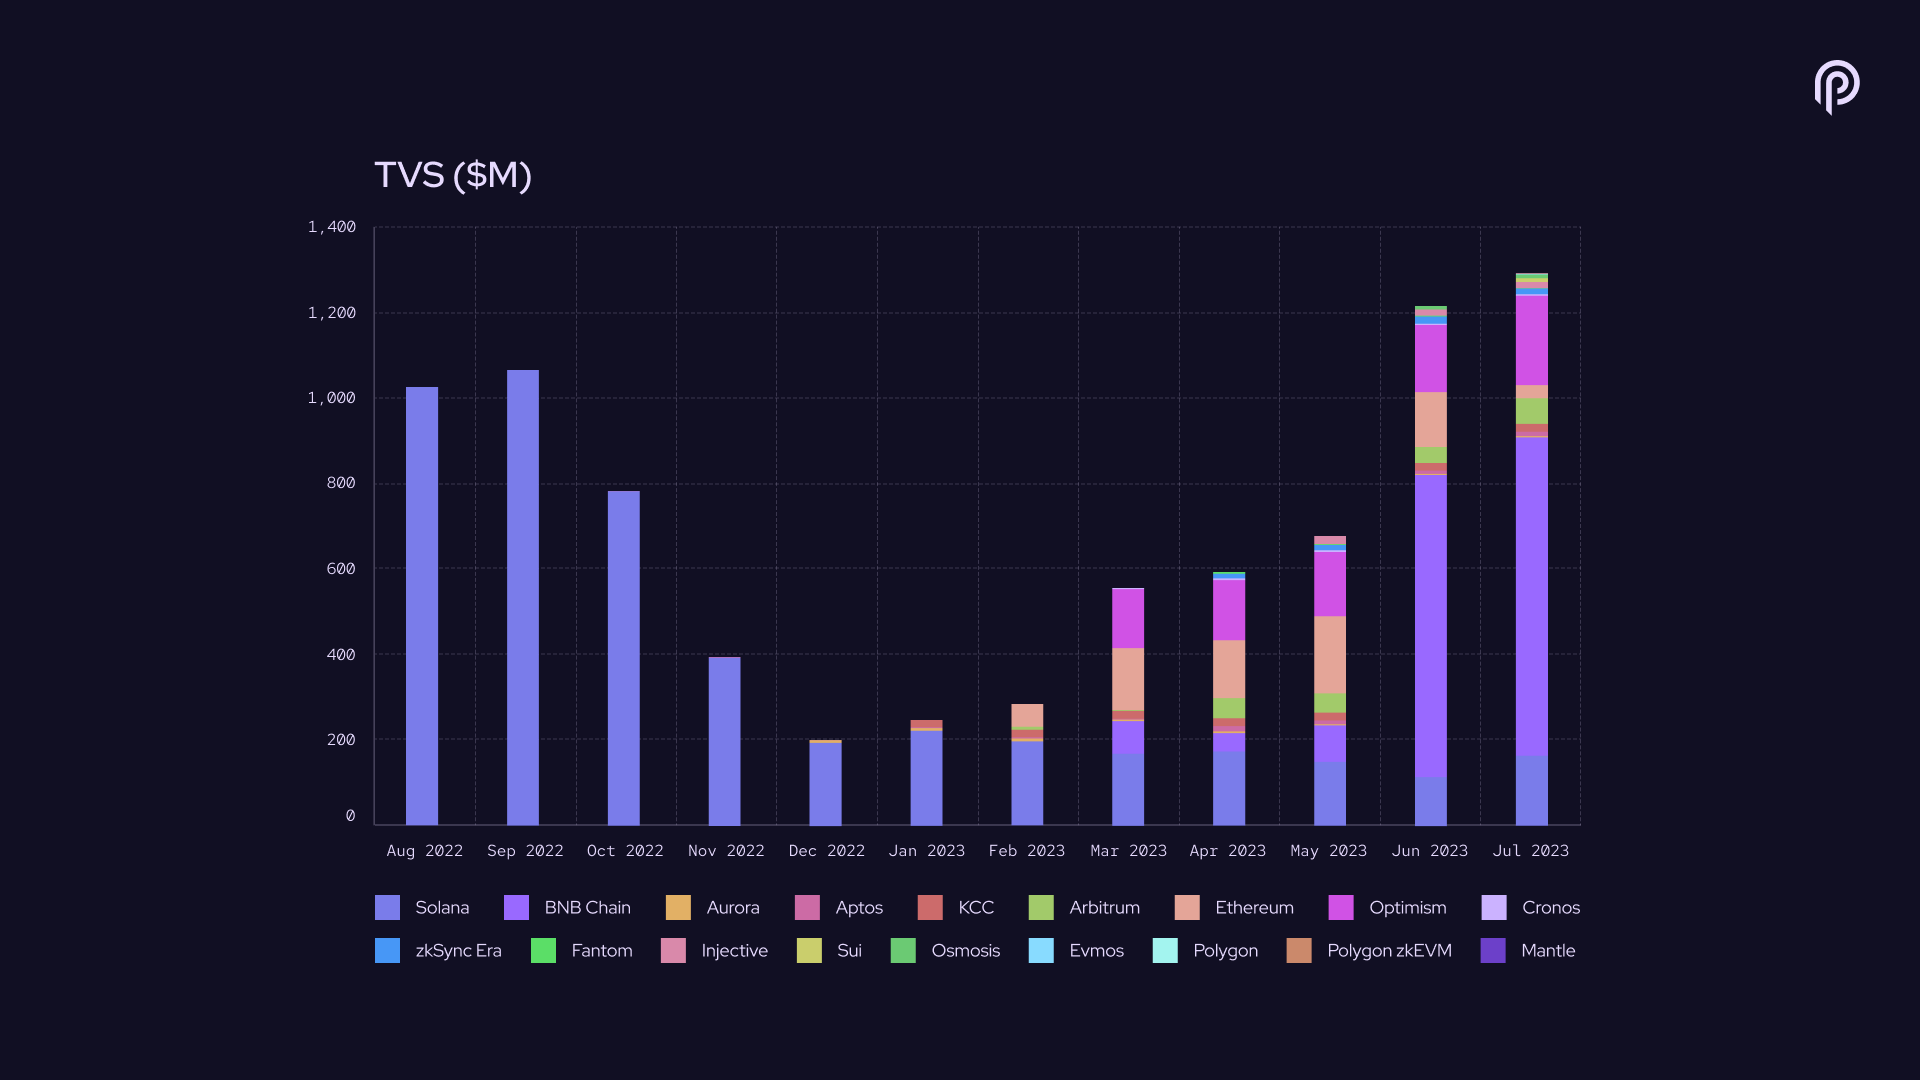 TVS ($M)
1,400
1,200
1,000
800
600
400
200
0
Aug 2022 Sep 2022 Oct 2022 Nov 2022 Dec 2022 Jan 2023 Feb 2023 Mar 2023 Apr 2023 May 2023 Jun 2023 Jul 2023
Solana BNB Chain Aurora Aptos KCC Arbitrum Ethereum Optimism Cronos
zkSync Era Fantom Injective Sui Osmosis Evmos Polygon Polygon zkEVM Mantle